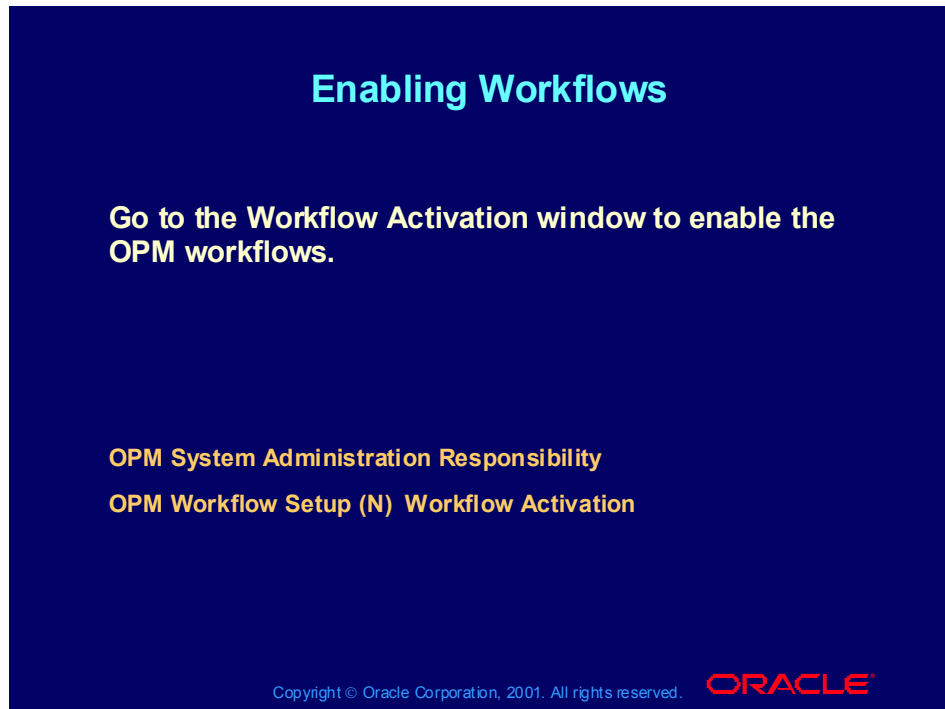 Enabling Workflows
Go to the Workflow Activation window to enable the
OPM workflows.
OPM System Administration Responsibility
OPM Workflow Setup (N) Workflow Activation
Copyright © Oracle Corporation, 2001. All rights reserved.
ORACLE®